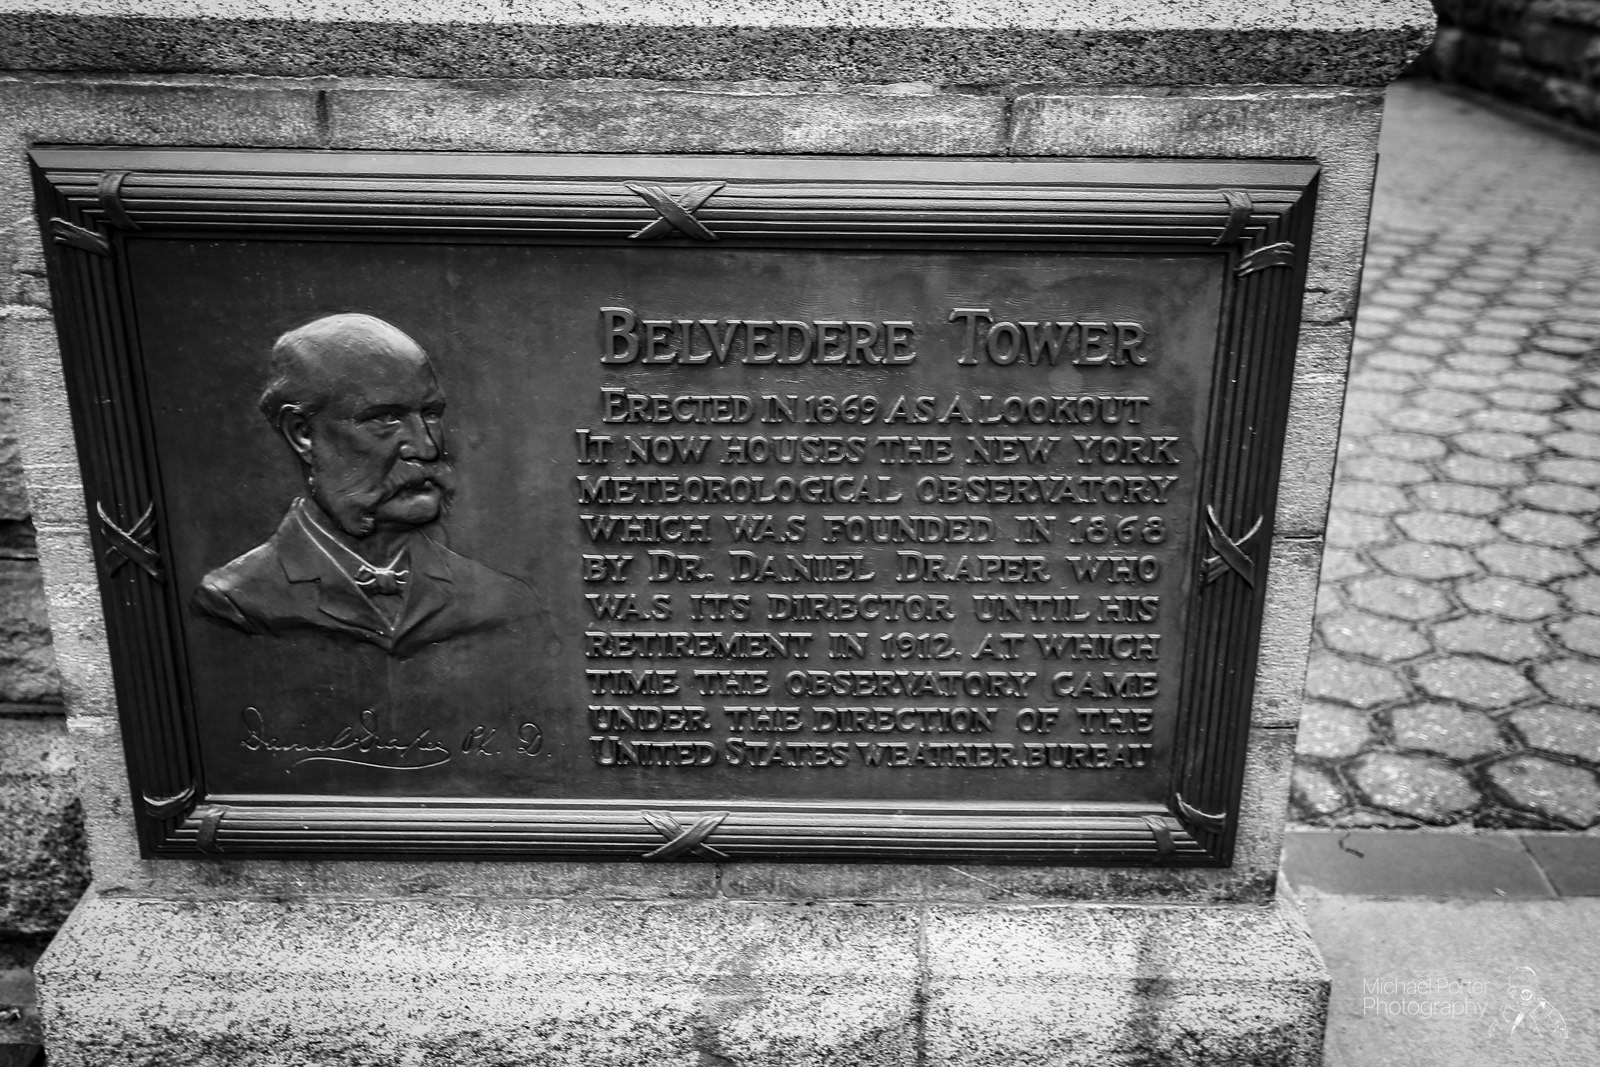 BELVEDERE TOWER
ERECTED IN 1869 AS A LOOKOUT
IT NOW HOUSES THE NEW YORK
METEOROLOGICAL OBSERVATORY
WHICH WAS FOUNDED IN 1868
BY DR. DANIEL DRAPER WHO
WAS ITS DIRECTOR UNTIL HIS
RETIREMENT IN 1912. AT WHICH
TIME THE OBSERVATORY CAME
UNDER THE DIRECTION OF THE
UNITED STATES WEATHER BUREAU
Daniel Draper Ph. D.
Michael Porter
Photography